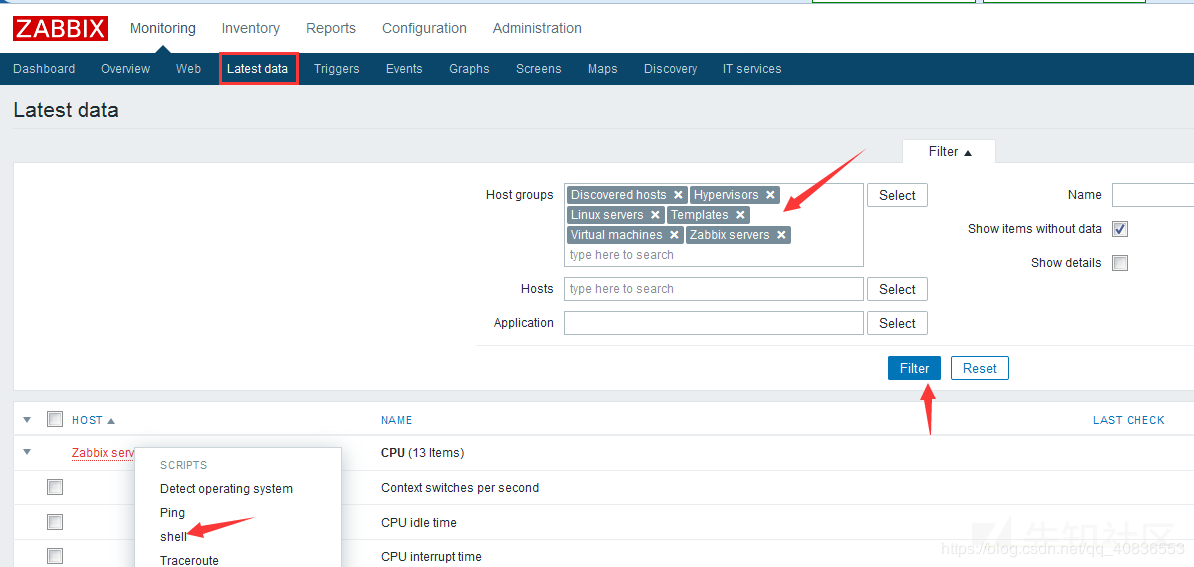 ZABBIX
Monitoring Inventory Reports Configuration Administration
Dashboard Overview Web Latest data Triggers Events Graphs Screens Maps Discovery IT services
Latest data
Filter ▲
Host groups Discovered hosts ✕ Hypervisors ✕ Select Name
Linux servers ✕ Templates ✕
Virtual machines ✕ Zabbix servers ✕ Show items without data
type here to search
Show details
Hosts type here to search Select
Application Select
Filter Reset
▼ HOST ▲ NAME LAST CHECK
▼ Zabbix serv CPU (13 Items)
SCRIPTS
Detect operating system Context switches per second
Ping
shell CPU idle time
Traceroute CPU interrupt time
先知社区
https://blog.csdn.net/qq_40836553